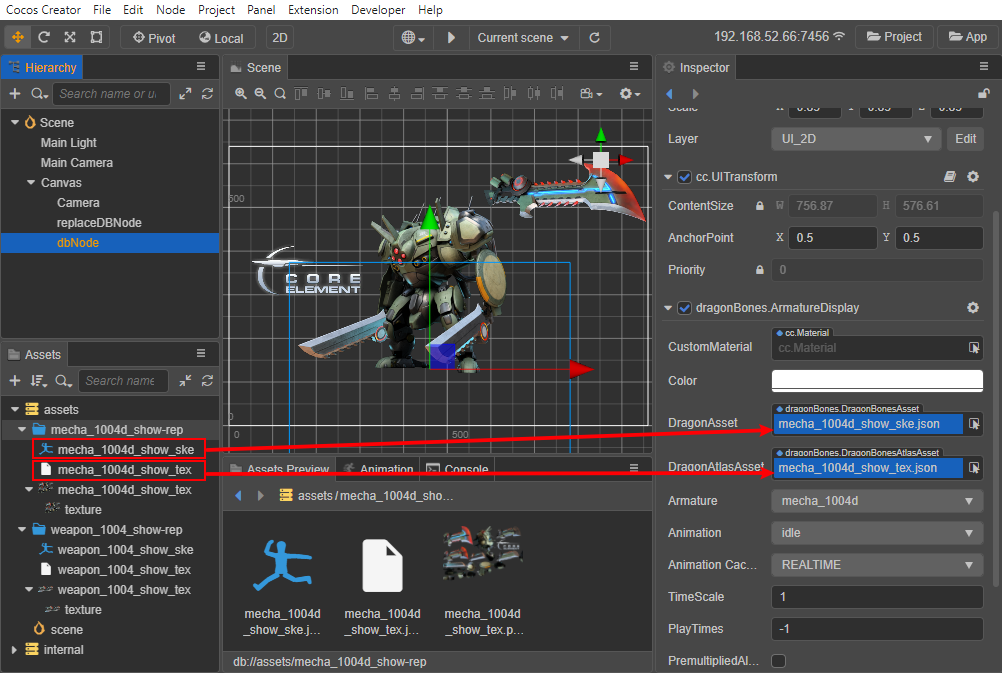 Cocos Creator File Edit Node Project Panel Extension Developer Help
Pivot Local 2D Current scene 192.168.52.66:7456 Project App
Hierarchy
Search name or u
Scene
Main Light
Main Camera
Canvas
Camera
replaceDBNode
dbNode
Assets
Search name
assets
mecha_1004d_show-rep
mecha_1004d_show_ske
mecha_1004d_show_tex
mecha_1004d_show_tex
texture
weapon_1004_show-rep
weapon_1004_show_ske
weapon_1004_show_tex
weapon_1004_show_tex
texture
scene
internal
Scene
500
CORE
ELEMENT
0
0 500
Assets Preview Animation Console
assets / mecha_1004d_sho...
mecha_1004d
_show_ske.j...
mecha_1004d
_show_tex.j...
mecha_1004d
_show_tex.p...
db://assets/mecha_1004d_show-rep
Inspector
Scale
Layer UI_2D Edit
cc.UITransform
ContentSize W 756.87 H 576.61
AnchorPoint X 0.5 Y 0.5
Priority 0
dragonBones.ArmatureDisplay
cc.Material
CustomMaterial cc.Material
Color
dragonBones.DragonBonesAsset
DragonAsset mecha_1004d_show_ske.json
dragonBones.DragonBonesAtlasAsset
DragonAtlasAsset mecha_1004d_show_tex.json
Armature mecha_1004d
Animation idle
Animation Cac... REALTIME
TimeScale 1
PlayTimes -1
PremultipliedAl...